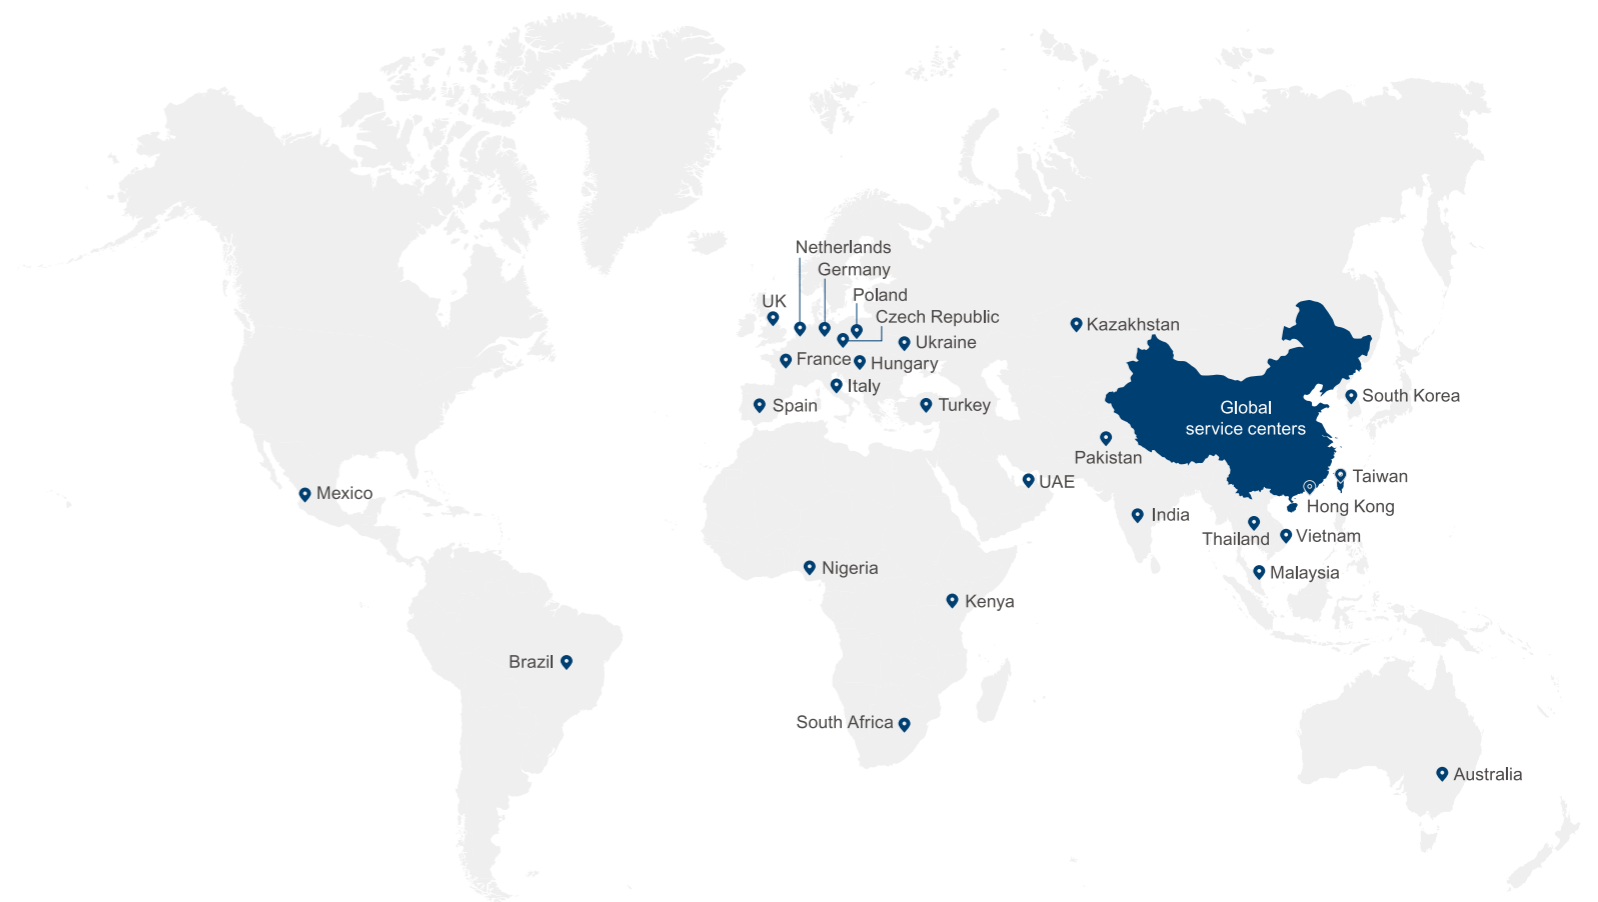 Netherlands
Germany
UK
Poland
Czech Republic
Kazakhstan
Ukraine
France
Hungary
Italy
South Korea
Spain
Turkey
Global
service centers
Pakistan
Taiwan
UAE
Mexico
Hong Kong
India
Thailand
Vietnam
Nigeria
Malaysia
Kenya
Brazil
South Africa
Australia